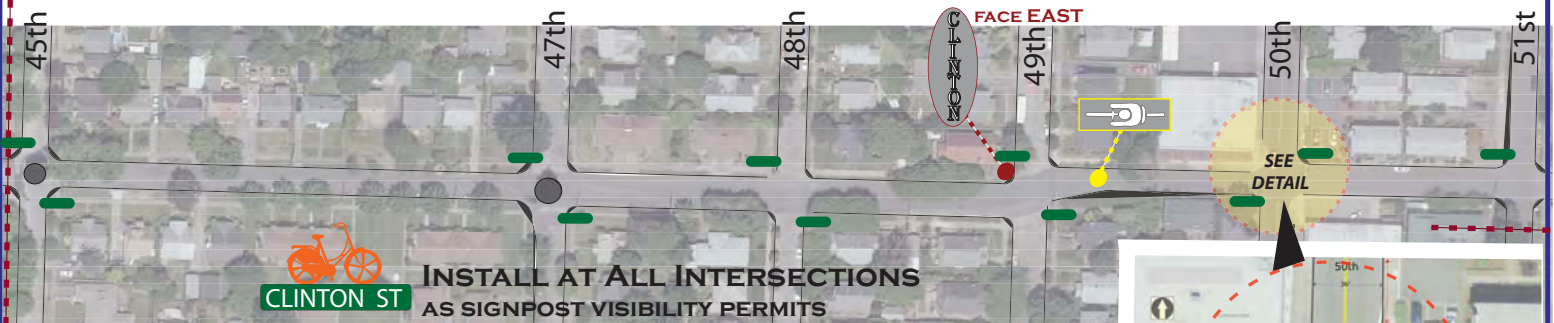 45th
47th
48th
CLINTON
FACE EAST
49th
50th
51st
SEE
DETAIL
CLINTON ST
INSTALL AT ALL INTERSECTIONS
AS SIGNPOST VISIBILITY PERMITS
50th